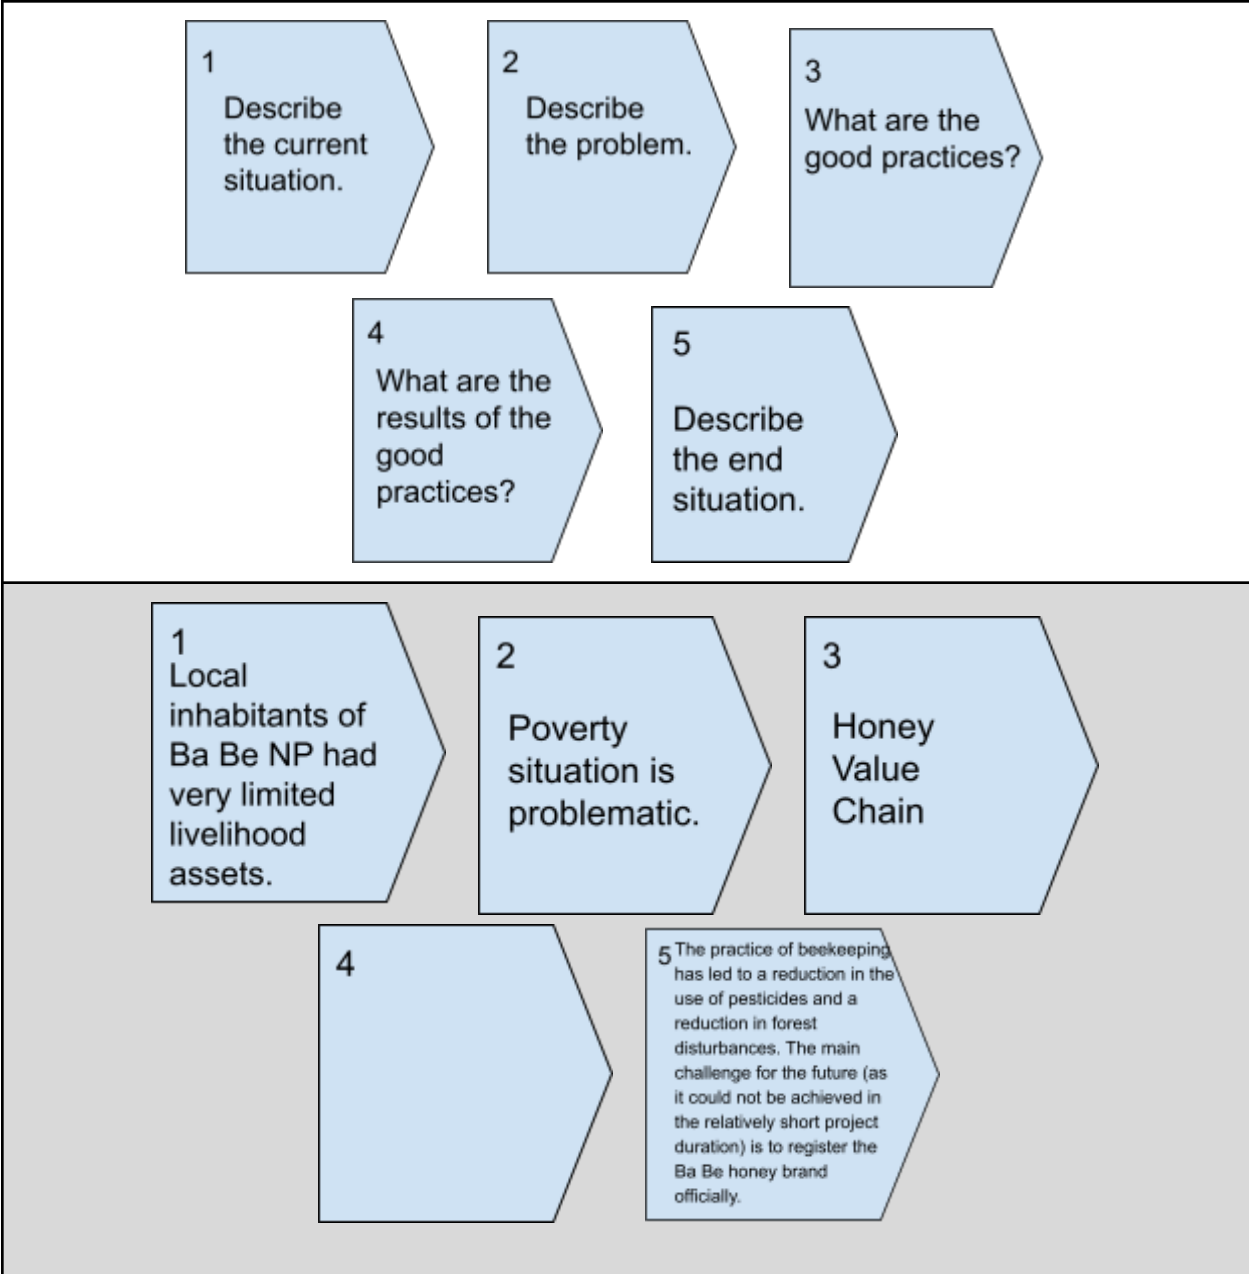 1
Describe
the current
situation.
2
Describe
the problem.
3
What are the
good practices?
4
What are the
results of the
good
practices?
5
Describe
the end
situation.
1
Local
inhabitants of
Ba Be NP had
very limited
livelihood
assets.
2
Poverty
situation is
problematic.
3
Honey
Value
Chain
4
5
The practice of beekeeping
has led to a reduction in the
use of pesticides and a
reduction in forest
disturbances. The main
challenge for the future (as
it could not be achieved in
the relatively short project
duration) is to register the
Ba Be honey brand
officially.